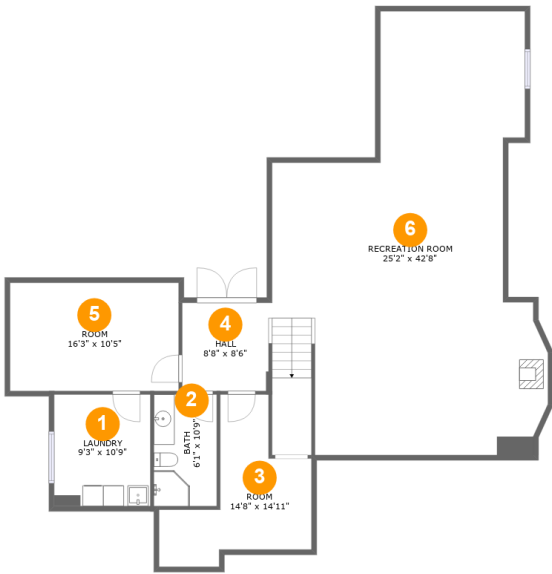 6
RECREATION ROOM
25'2" x 42'8"
5
ROOM
16'3" x 10'5"
4
HALL
8'8" x 8'6"
1
LAUNDRY
9'3" x 10'9"
2
BATH
6'1" x 10'9"
3
ROOM
14'8" x 14'11"